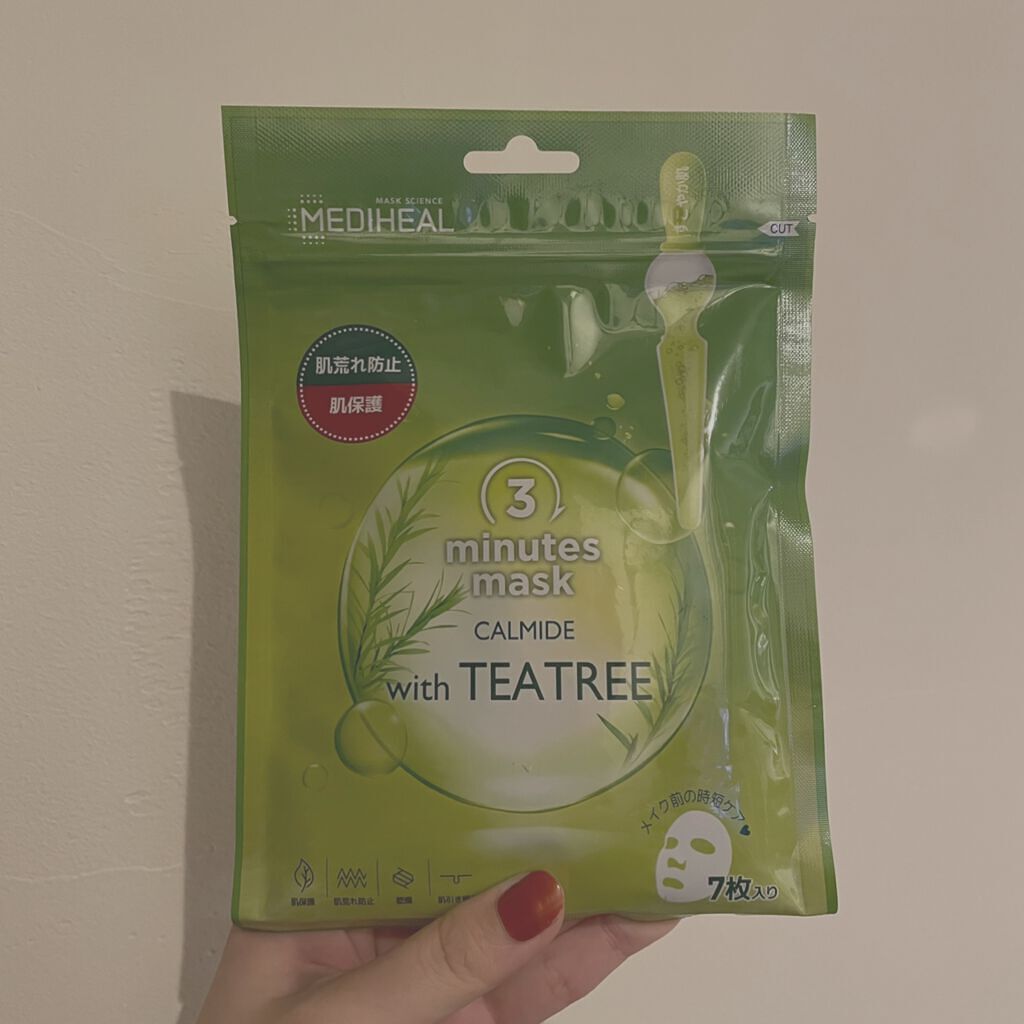 MASK SCIENCE
MEDIHEAL
CUT
肌荒れ防止
肌保護
3
minutes
mask
CALMIDE
with TEATREE
メイク前の時短ケア
7枚入り
肌保護
肌荒れ防止
乾燥